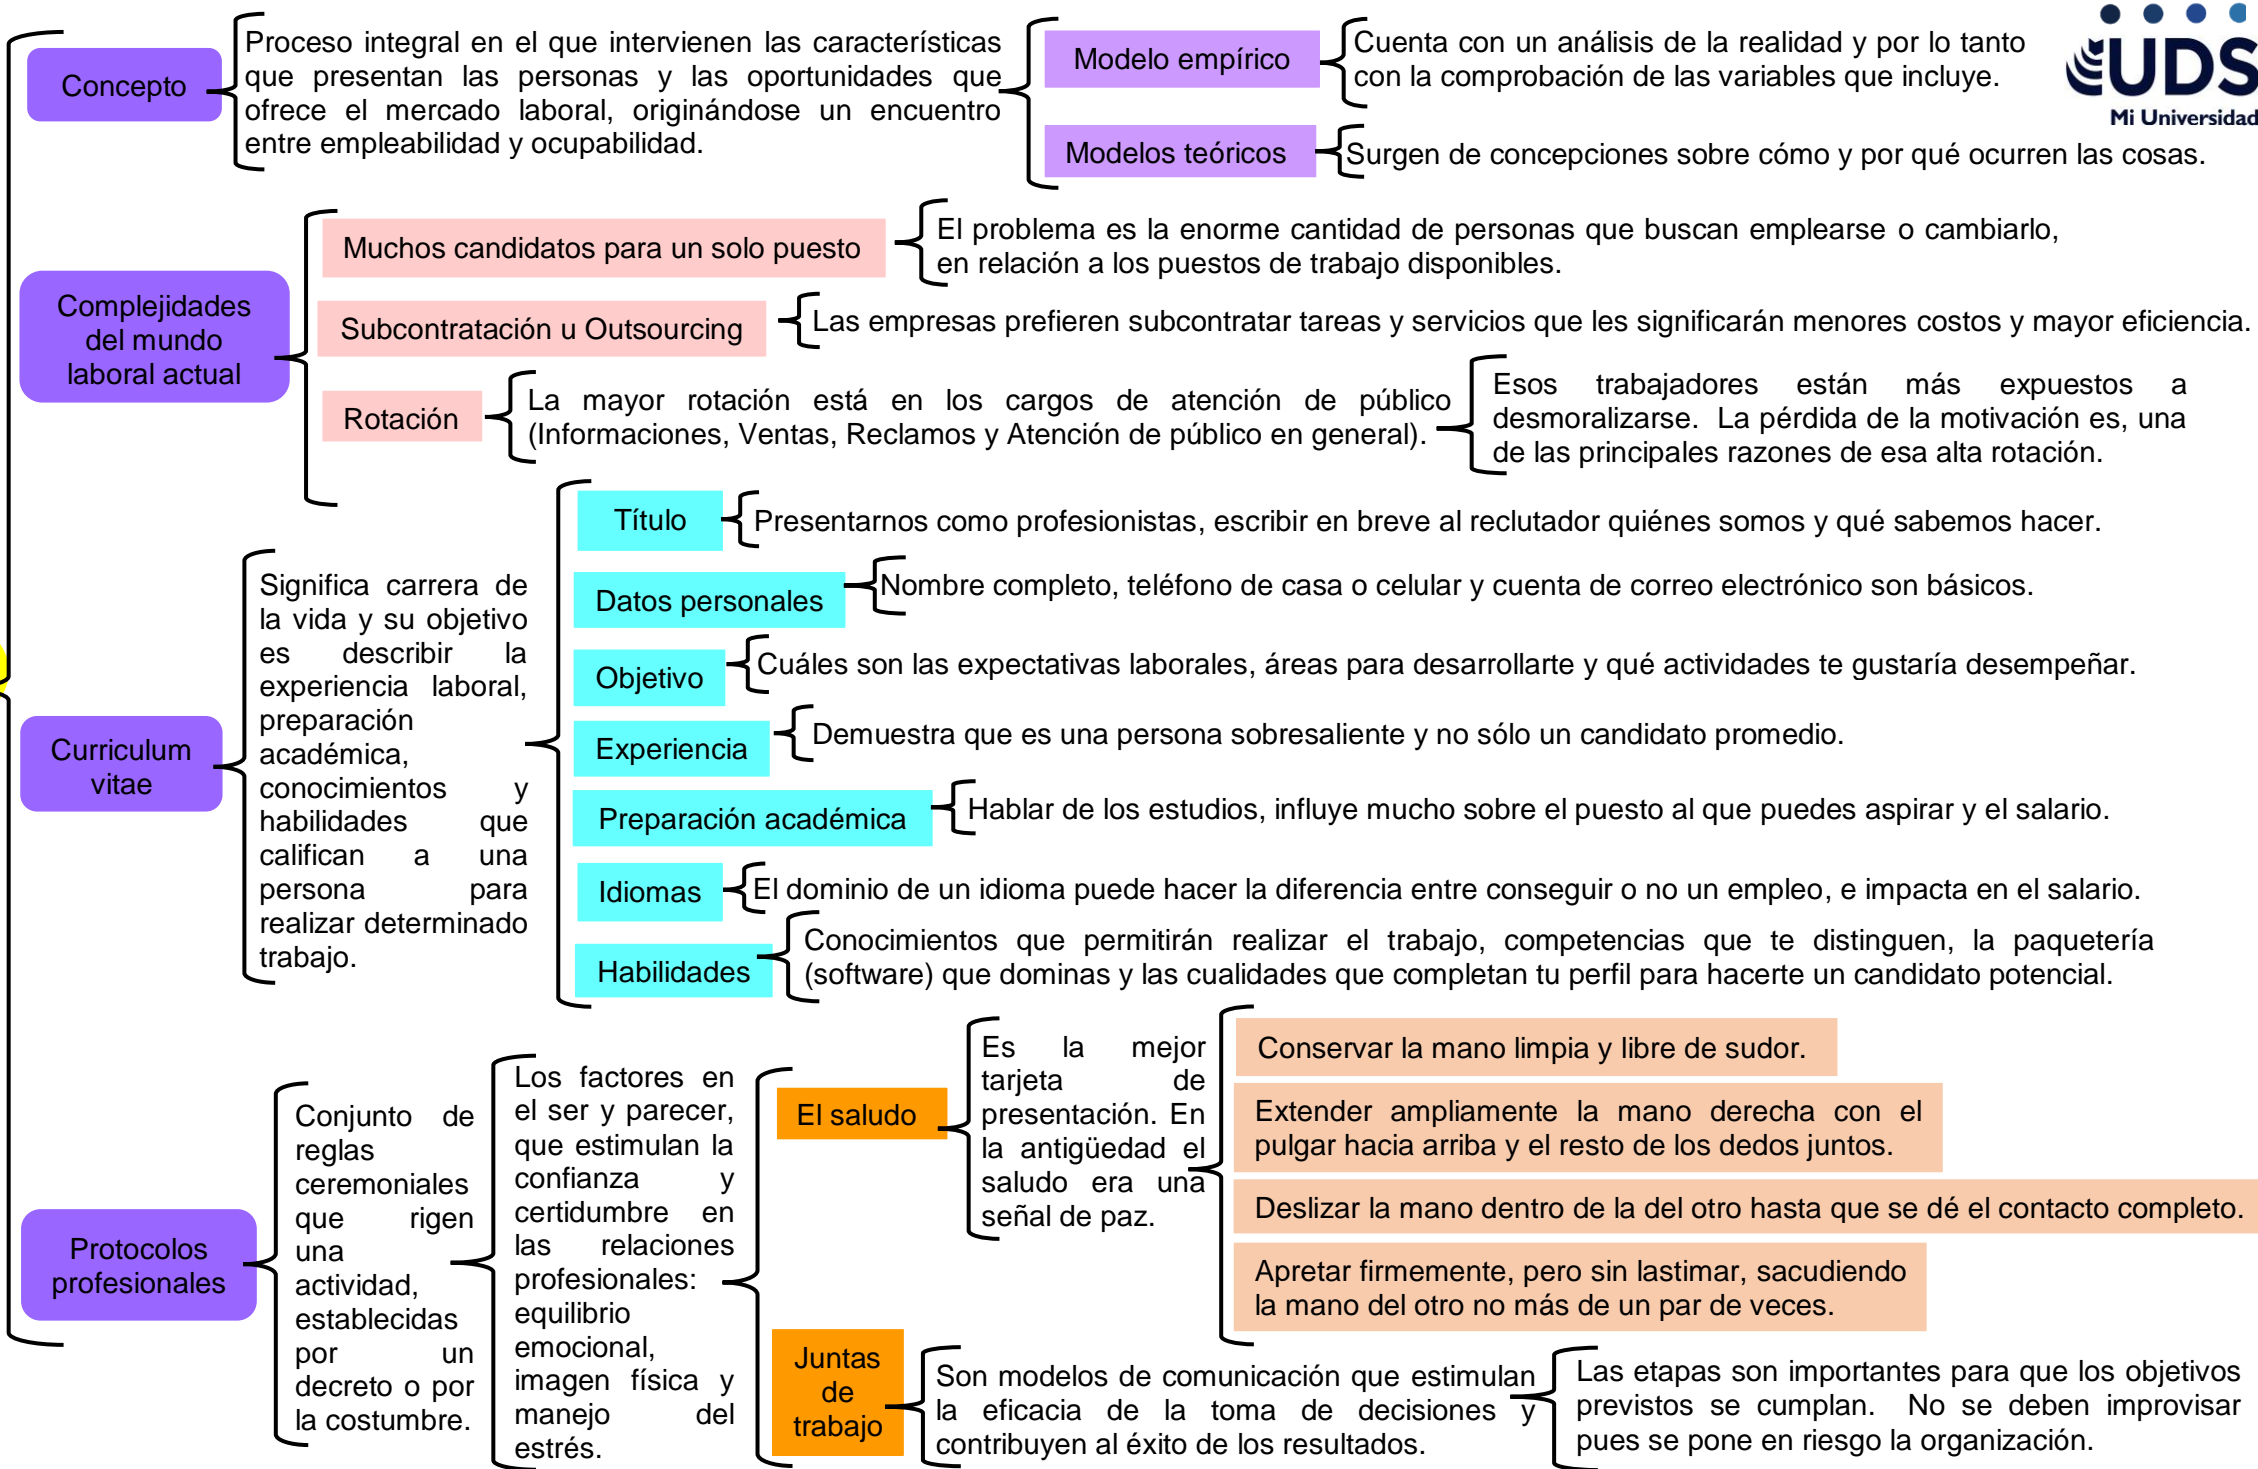 UDS
Mi Universidad
Concepto
Proceso integral en el que intervienen las características
que presentan las personas y las oportunidades que
ofrece el mercado laboral, originándose un encuentro
entre empleabilidad y ocupabilidad.
Modelo empírico
Cuenta con un análisis de la realidad y por lo tanto
con la comprobación de las variables que incluye.
Modelos teóricos
Surgen de concepciones sobre cómo y por qué ocurren las cosas.
Complejidades
del mundo
laboral actual
Muchos candidatos para un solo puesto
El problema es la enorme cantidad de personas que buscan emplearse o cambiarlo,
en relación a los puestos de trabajo disponibles.
Subcontratación u Outsourcing
Las empresas prefieren subcontratar tareas y servicios que les significarán menores costos y mayor eficiencia.
Rotación
La mayor rotación está en los cargos de atención de público
(Informaciones, Ventas, Reclamos y Atención de público en general).
Esos trabajadores están más expuestos a
desmoralizarse. La pérdida de la motivación es, una
de las principales razones de esa alta rotación.
Curriculum
vitae
Significa carrera de
la vida y su objetivo
es describir la
experiencia laboral,
preparación
académica,
conocimientos y
habilidades que
califican a una
persona para
realizar determinado
trabajo.
Título
Presentarnos como profesionistas, escribir en breve al reclutador quiénes somos y qué sabemos hacer.
Datos personales
Nombre completo, teléfono de casa o celular y cuenta de correo electrónico son básicos.
Objetivo
Cuáles son las expectativas laborales, áreas para desarrollarte y qué actividades te gustaría desempeñar.
Experiencia
Demuestra que es una persona sobresaliente y no sólo un candidato promedio.
Preparación académica
Hablar de los estudios, influye mucho sobre el puesto al que puedes aspirar y el salario.
Idiomas
El dominio de un idioma puede hacer la diferencia entre conseguir o no un empleo, e impacta en el salario.
Habilidades
Conocimientos que permitirán realizar el trabajo, competencias que te distinguen, la paquetería
(software) que dominas y las cualidades que completan tu perfil para hacerte un candidato potencial.
Protocolos
profesionales
Conjunto de
reglas
ceremoniales
que rigen
una
actividad,
establecidas
por un
decreto o por
la costumbre.
Los factores en
el ser y parecer,
que estimulan la
confianza y
certidumbre en
las relaciones
profesionales:
equilibrio
emocional,
imagen física y
manejo del
estrés.
El saludo
Es la mejor
tarjeta de
presentación. En
la antigüedad el
saludo era una
señal de paz.
Conservar la mano limpia y libre de sudor.
Extender ampliamente la mano derecha con el
pulgar hacia arriba y el resto de los dedos juntos.
Deslizar la mano dentro de la del otro hasta que se dé el contacto completo.
Apretar firmemente, pero sin lastimar, sacudiendo
la mano del otro no más de un par de veces.
Juntas
de
trabajo
Son modelos de comunicación que estimulan
la eficacia de la toma de decisiones y
contribuyen al éxito de los resultados.
Las etapas son importantes para que los objetivos
previstos se cumplan. No se deben improvisar
pues se pone en riesgo la organización.